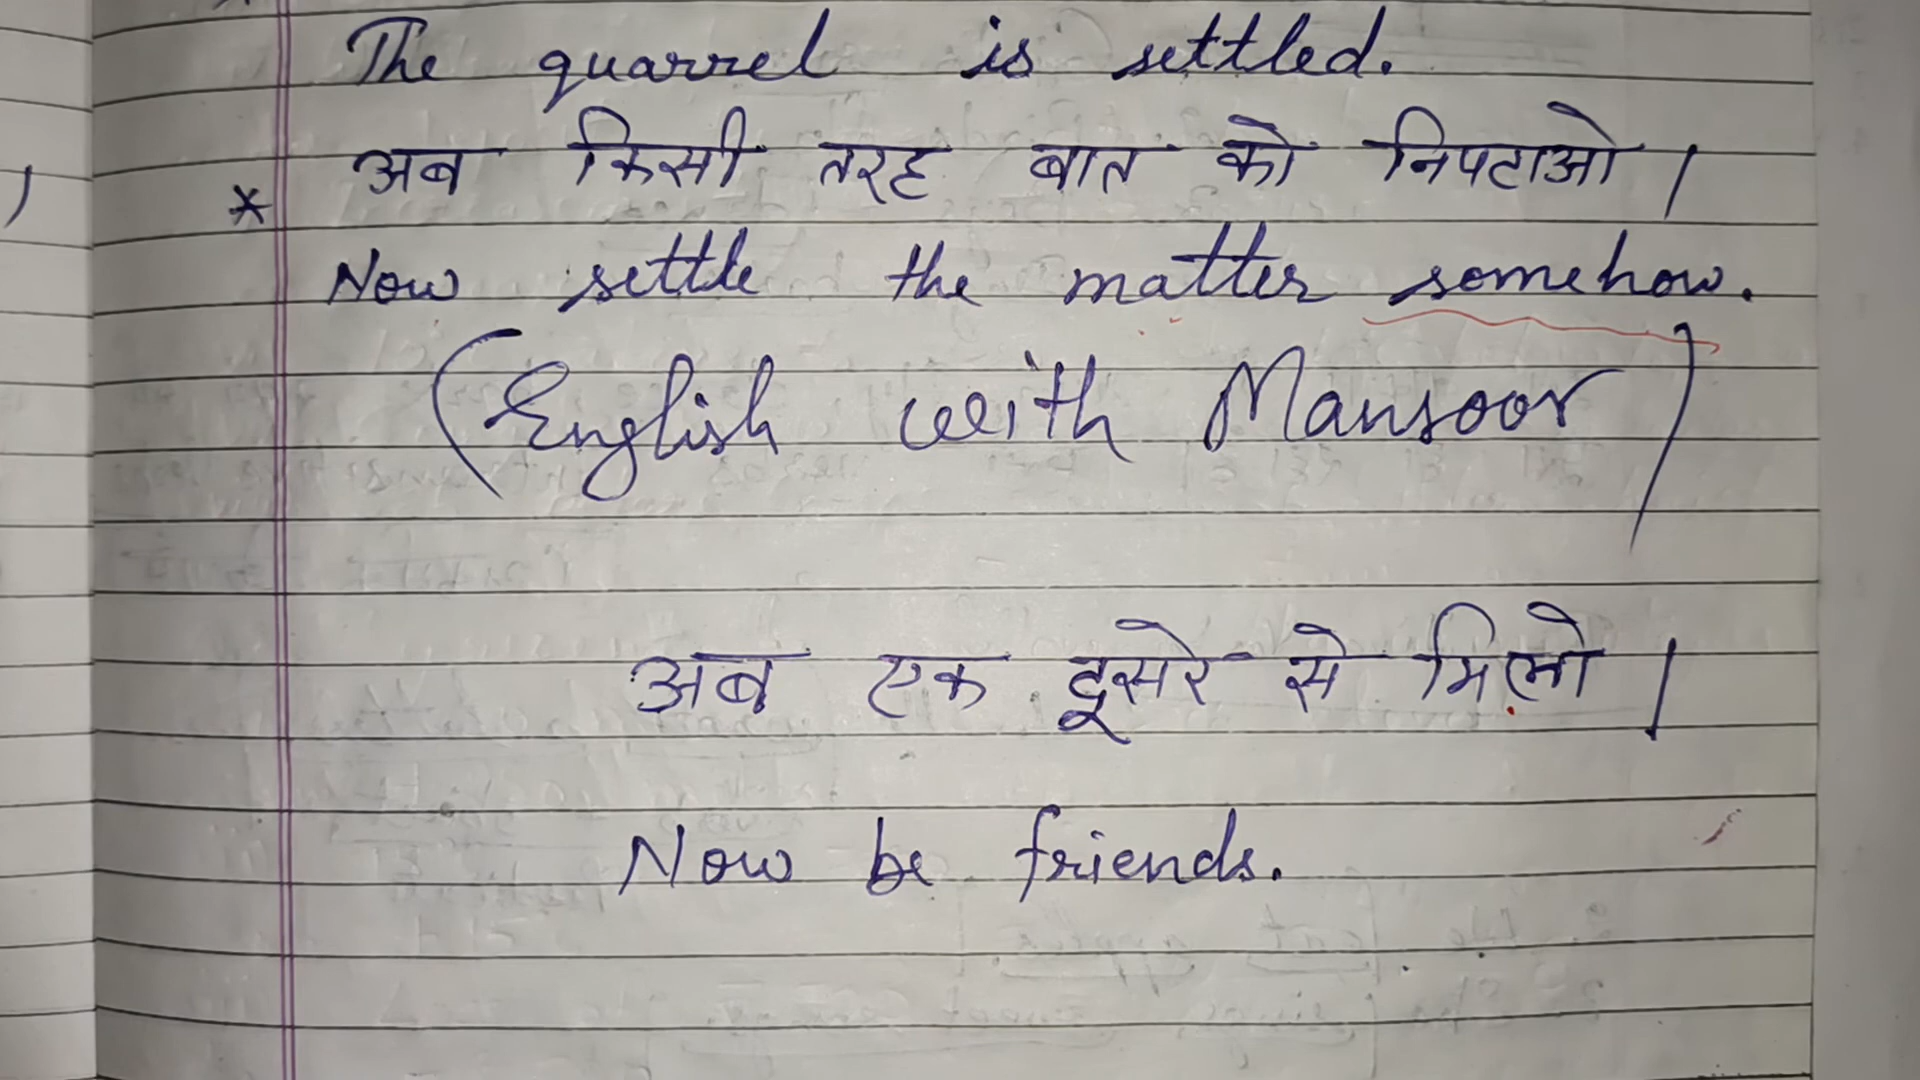 The quarrel is settled.
* अब किसी तरह बात को निपटाओ।
Now settle the matter somehow.
(English with Mansoor)
अब एक दूसरे से मिलो।
Now be friends.